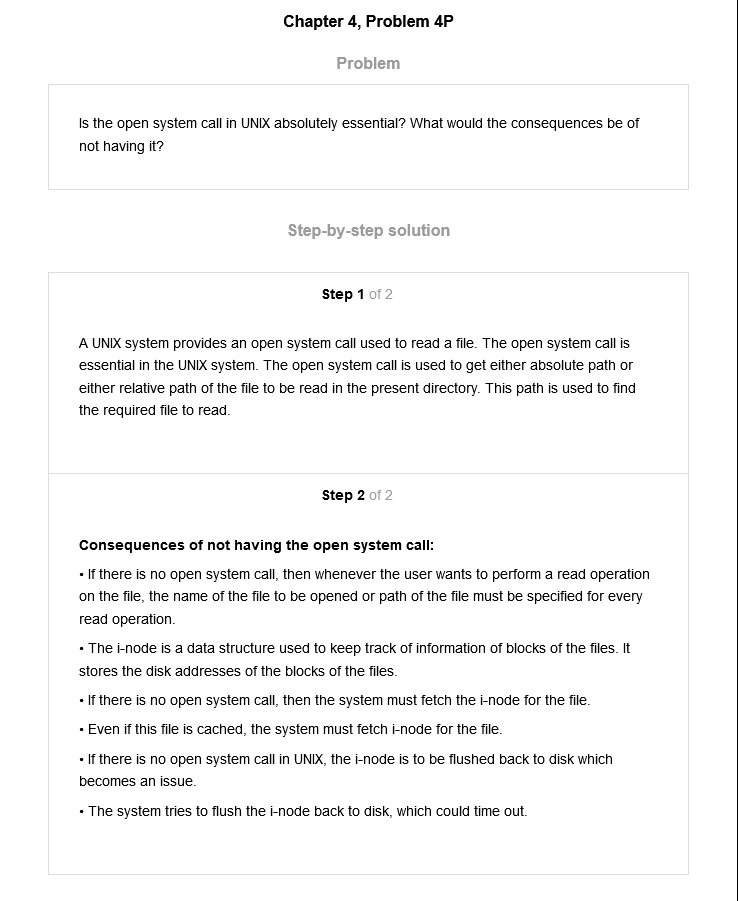 Chapter 4, Problem 4P
Problem
Is the open system call in UNIX absolutely essential? What would the consequences be of
not having it?
Step-by-step solution
Step 1 of 2
A UNIX system provides an open system call used to read a file. The open system call is
essential in the UNIX system. The open system call is used to get either absolute path or
either relative path of the file to be read in the present directory. This path is used to find
the required file to read.
Step 2 of 2
Consequences of not having the open system call:
• If there is no open system call, then whenever the user wants to perform a read operation
on the file, the name of the file to be opened or path of the file must be specified for every
read operation.
• The i-node is a data structure used to keep track of information of blocks of the files. It
stores the disk addresses of the blocks of the files.
• If there is no open system call, then the system must fetch the i-node for the file.
• Even if this file is cached, the system must fetch i-node for the file.
• If there is no open system call in UNIX, the i-node is to be flushed back to disk which
becomes an issue.
• The system tries to flush the i-node back to disk, which could time out.